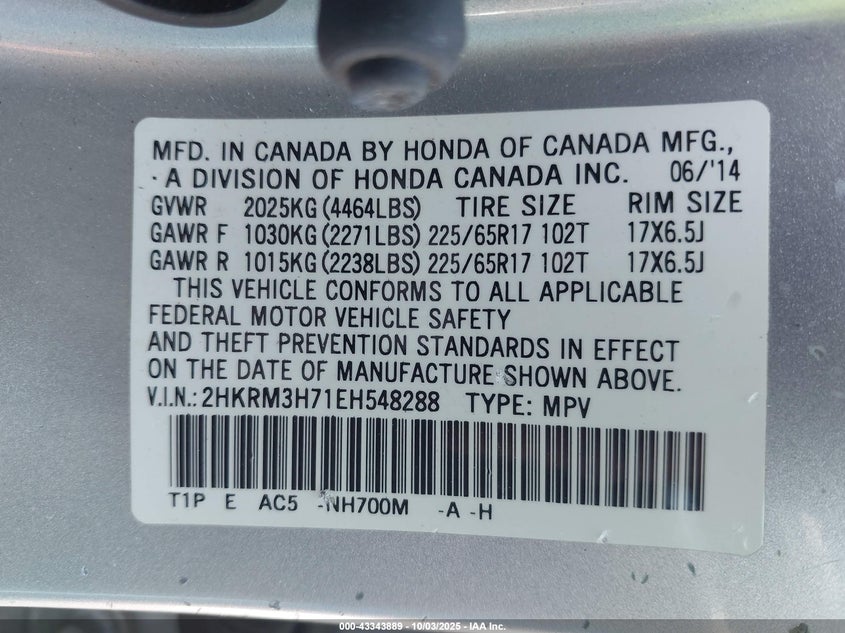 MFD. IN CANADA BY HONDA OF CANADA MFG.,
A DIVISION OF HONDA CANADA INC. 06/'14
GVWR 2025KG(4464LBS) TIRE SIZE RIM SIZE
GAWR F 1030KG(2271LBS) 225/65R17 102T 17X6.5J
GAWR R 1015KG(2238LBS) 225/65R17 102T 17X6.5J
THIS VEHICLE CONFORMS TO ALL APPLICABLE
FEDERAL MOTOR VEHICLE SAFETY
AND THEFT PREVENTION STANDARDS IN EFFECT
ON THE DATE OF MANUFACTURE SHOWN ABOVE.
V.I.N.: 2HKRM3H71EH548288 TYPE: MPV
T1P E AC5 -NH700M -A -H
000-43343889 - 10/03/2025 - IAA Inc.